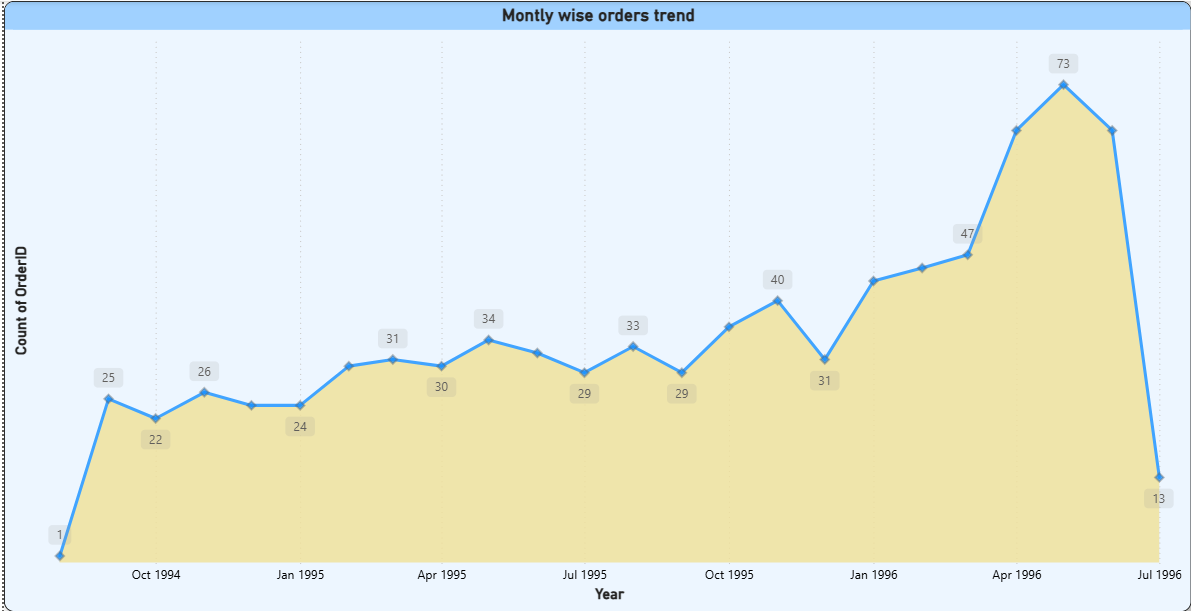 Montly wise orders trend
Count of OrderID
1
25
22
26
24
31
30
34
29
33
29
40
31
47
73
13
Oct 1994
Jan 1995
Apr 1995
Jul 1995
Oct 1995
Jan 1996
Apr 1996
Jul 1996
Year